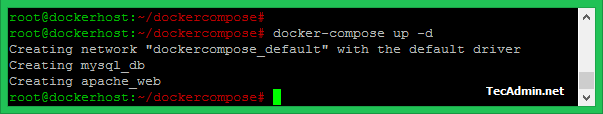 root@dockerhost:~/dockercompose#
root@dockerhost:~/dockercompose# docker-compose up -d
Creating network "dockercompose_default" with the default driver
Creating mysql_db
Creating apache_web
root@dockerhost:~/dockercompose#
TecAdmin.net